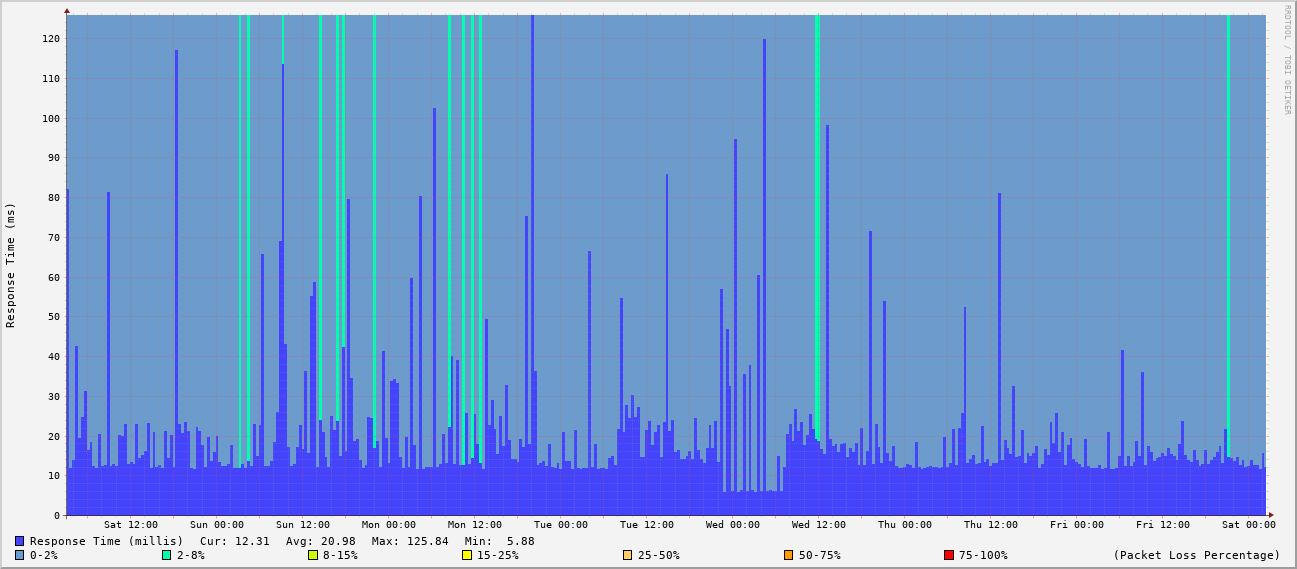 RRDTOOL / TOBI OETIKER
Response Time (ms)
120
110
100
90
80
70
60
50
40
30
20
10
0
Sat 12:00 Sun 00:00 Sun 12:00 Mon 00:00 Mon 12:00 Tue 00:00 Tue 12:00 Wed 00:00 Wed 12:00 Thu 00:00 Thu 12:00 Fri 00:00 Fri 12:00 Sat 00:00
Response Time (millis) Cur: 12.31 Avg: 20.98 Max: 125.84 Min: 5.88
0-2% 2-8% 8-15% 15-25% 25-50% 50-75% 75-100% (Packet Loss Percentage)